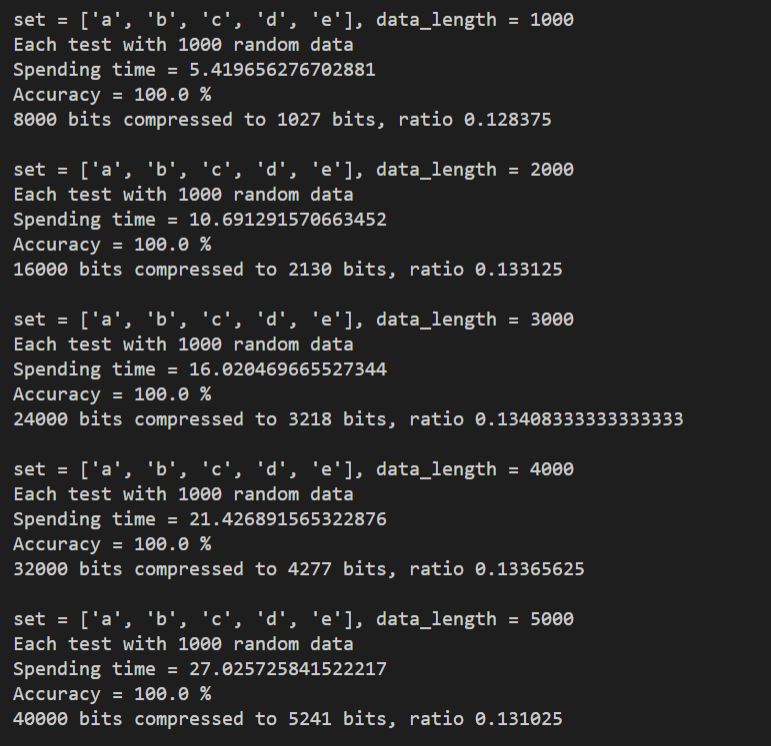 set = ['a', 'b', 'c', 'd', 'e'], data_length = 1000
Each test with 1000 random data
Spending time = 5.419656276702881
Accuracy = 100.0 %
8000 bits compressed to 1027 bits, ratio 0.128375
set = ['a', 'b', 'c', 'd', 'e'], data_length = 2000
Each test with 1000 random data
Spending time = 10.691291570663452
Accuracy = 100.0 %
16000 bits compressed to 2130 bits, ratio 0.133125
set = ['a', 'b', 'c', 'd', 'e'], data_length = 3000
Each test with 1000 random data
Spending time = 16.020469665527344
Accuracy = 100.0 %
24000 bits compressed to 3218 bits, ratio 0.13408333333333333
set = ['a', 'b', 'c', 'd', 'e'], data_length = 4000
Each test with 1000 random data
Spending time = 21.426891565322876
Accuracy = 100.0 %
32000 bits compressed to 4277 bits, ratio 0.13365625
set = ['a', 'b', 'c', 'd', 'e'], data_length = 5000
Each test with 1000 random data
Spending time = 27.025725841522217
Accuracy = 100.0 %
40000 bits compressed to 5241 bits, ratio 0.131025